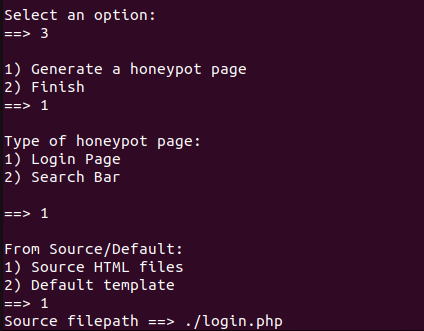 Select an option:
==> 3
1) Generate a honeypot page
2) Finish
==> 1
Type of honeypot page:
1) Login Page
2) Search Bar
==> 1
From Source/Default:
1) Source HTML files
2) Default template
==> 1
Source filepath ==> ./login.php